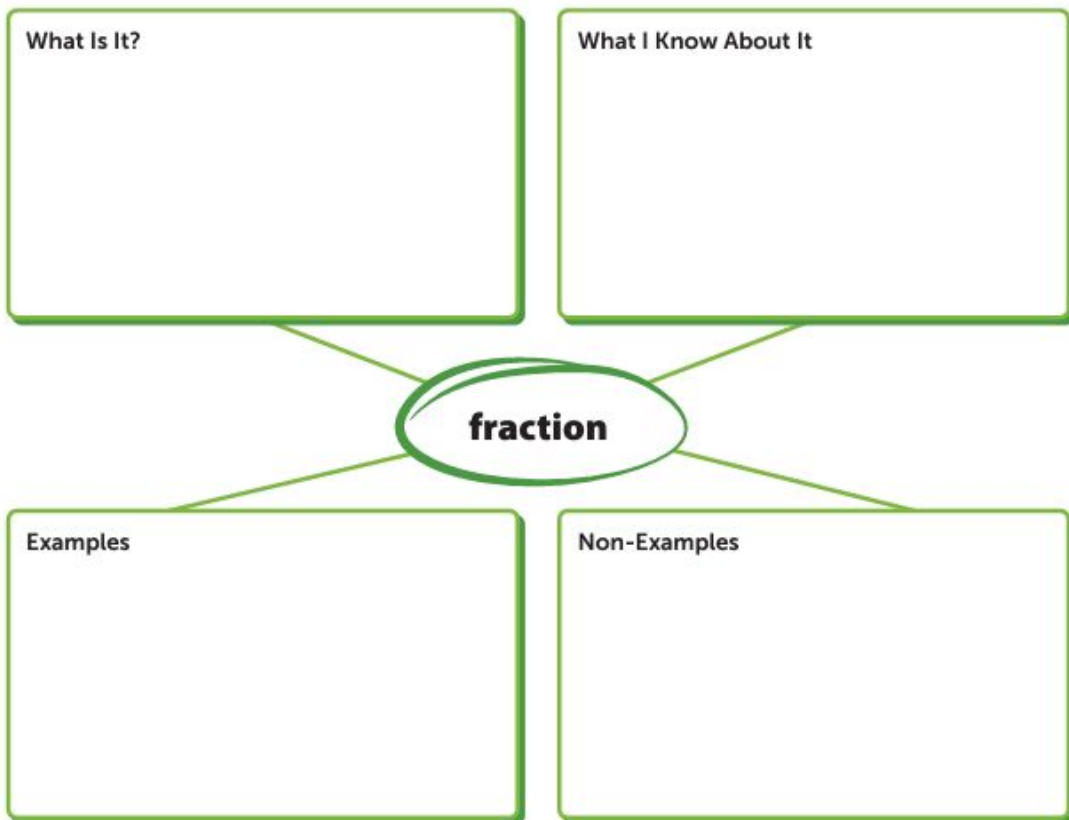 What Is It?
What I Know About It
fraction
Examples
Non-Examples